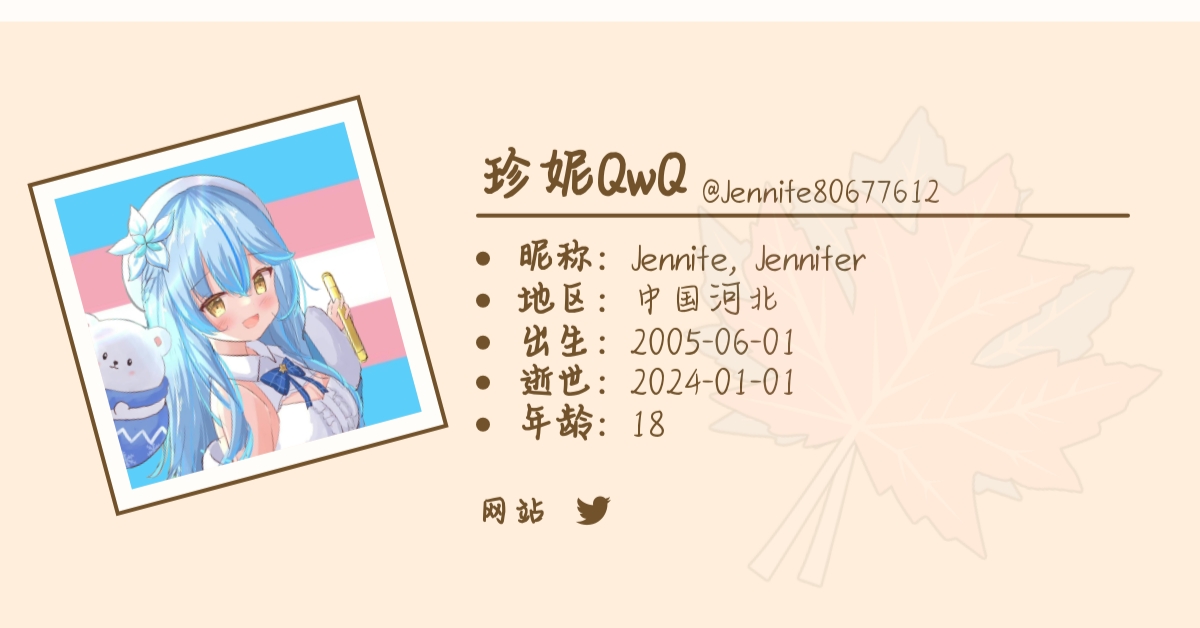 珍妮QwQ @Jennife80677612
昵称： Jennife, Jennifer
地区： 中国河北
出生： 2005-06-01
逝世： 2024-01-01
年龄： 18
网站